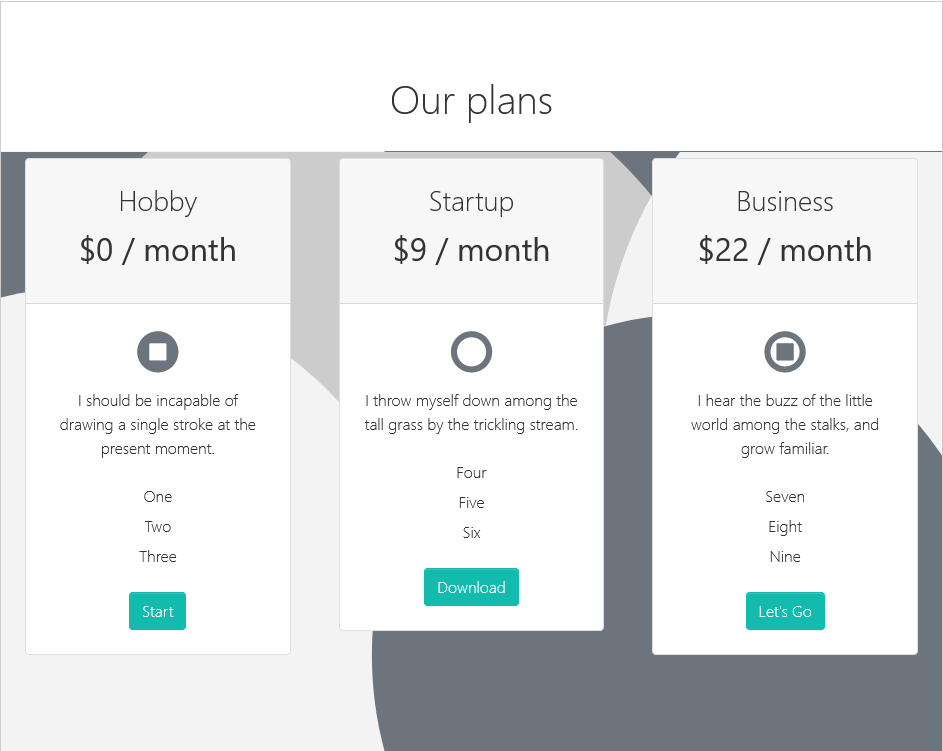 Our plans
Hobby
$0 / month
I should be incapable of
drawing a single stroke at the
present moment.
One
Two
Three
Start
Startup
$9 / month
I throw myself down among the
tall grass by the trickling stream.
Four
Five
Six
Download
Business
$22 / month
I hear the buzz of the little
world among the stalks, and
grow familiar.
Seven
Eight
Nine
Let's Go